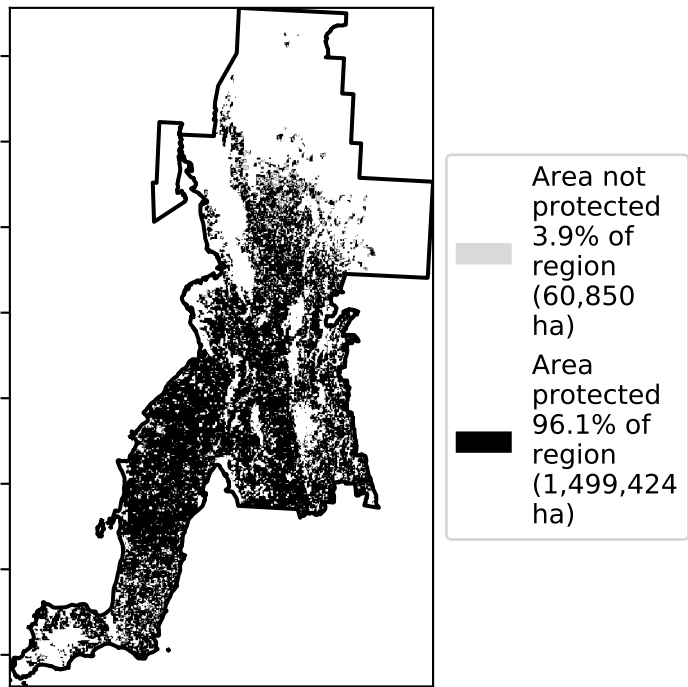 Area not
protected
3.9% of
region
(60,850
ha)
Area
protected
96.1% of
region
(1,499,424
ha)